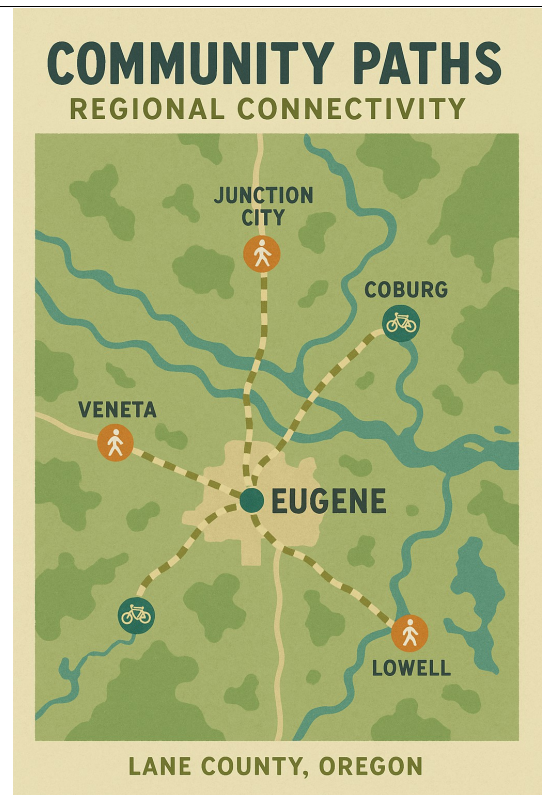 COMMUNITY PATHS
REGIONAL CONNECTIVITY
JUNCTION
CITY
COBURG
VENETA
EUGENE
LOWELL
LANE COUNTY, OREGON